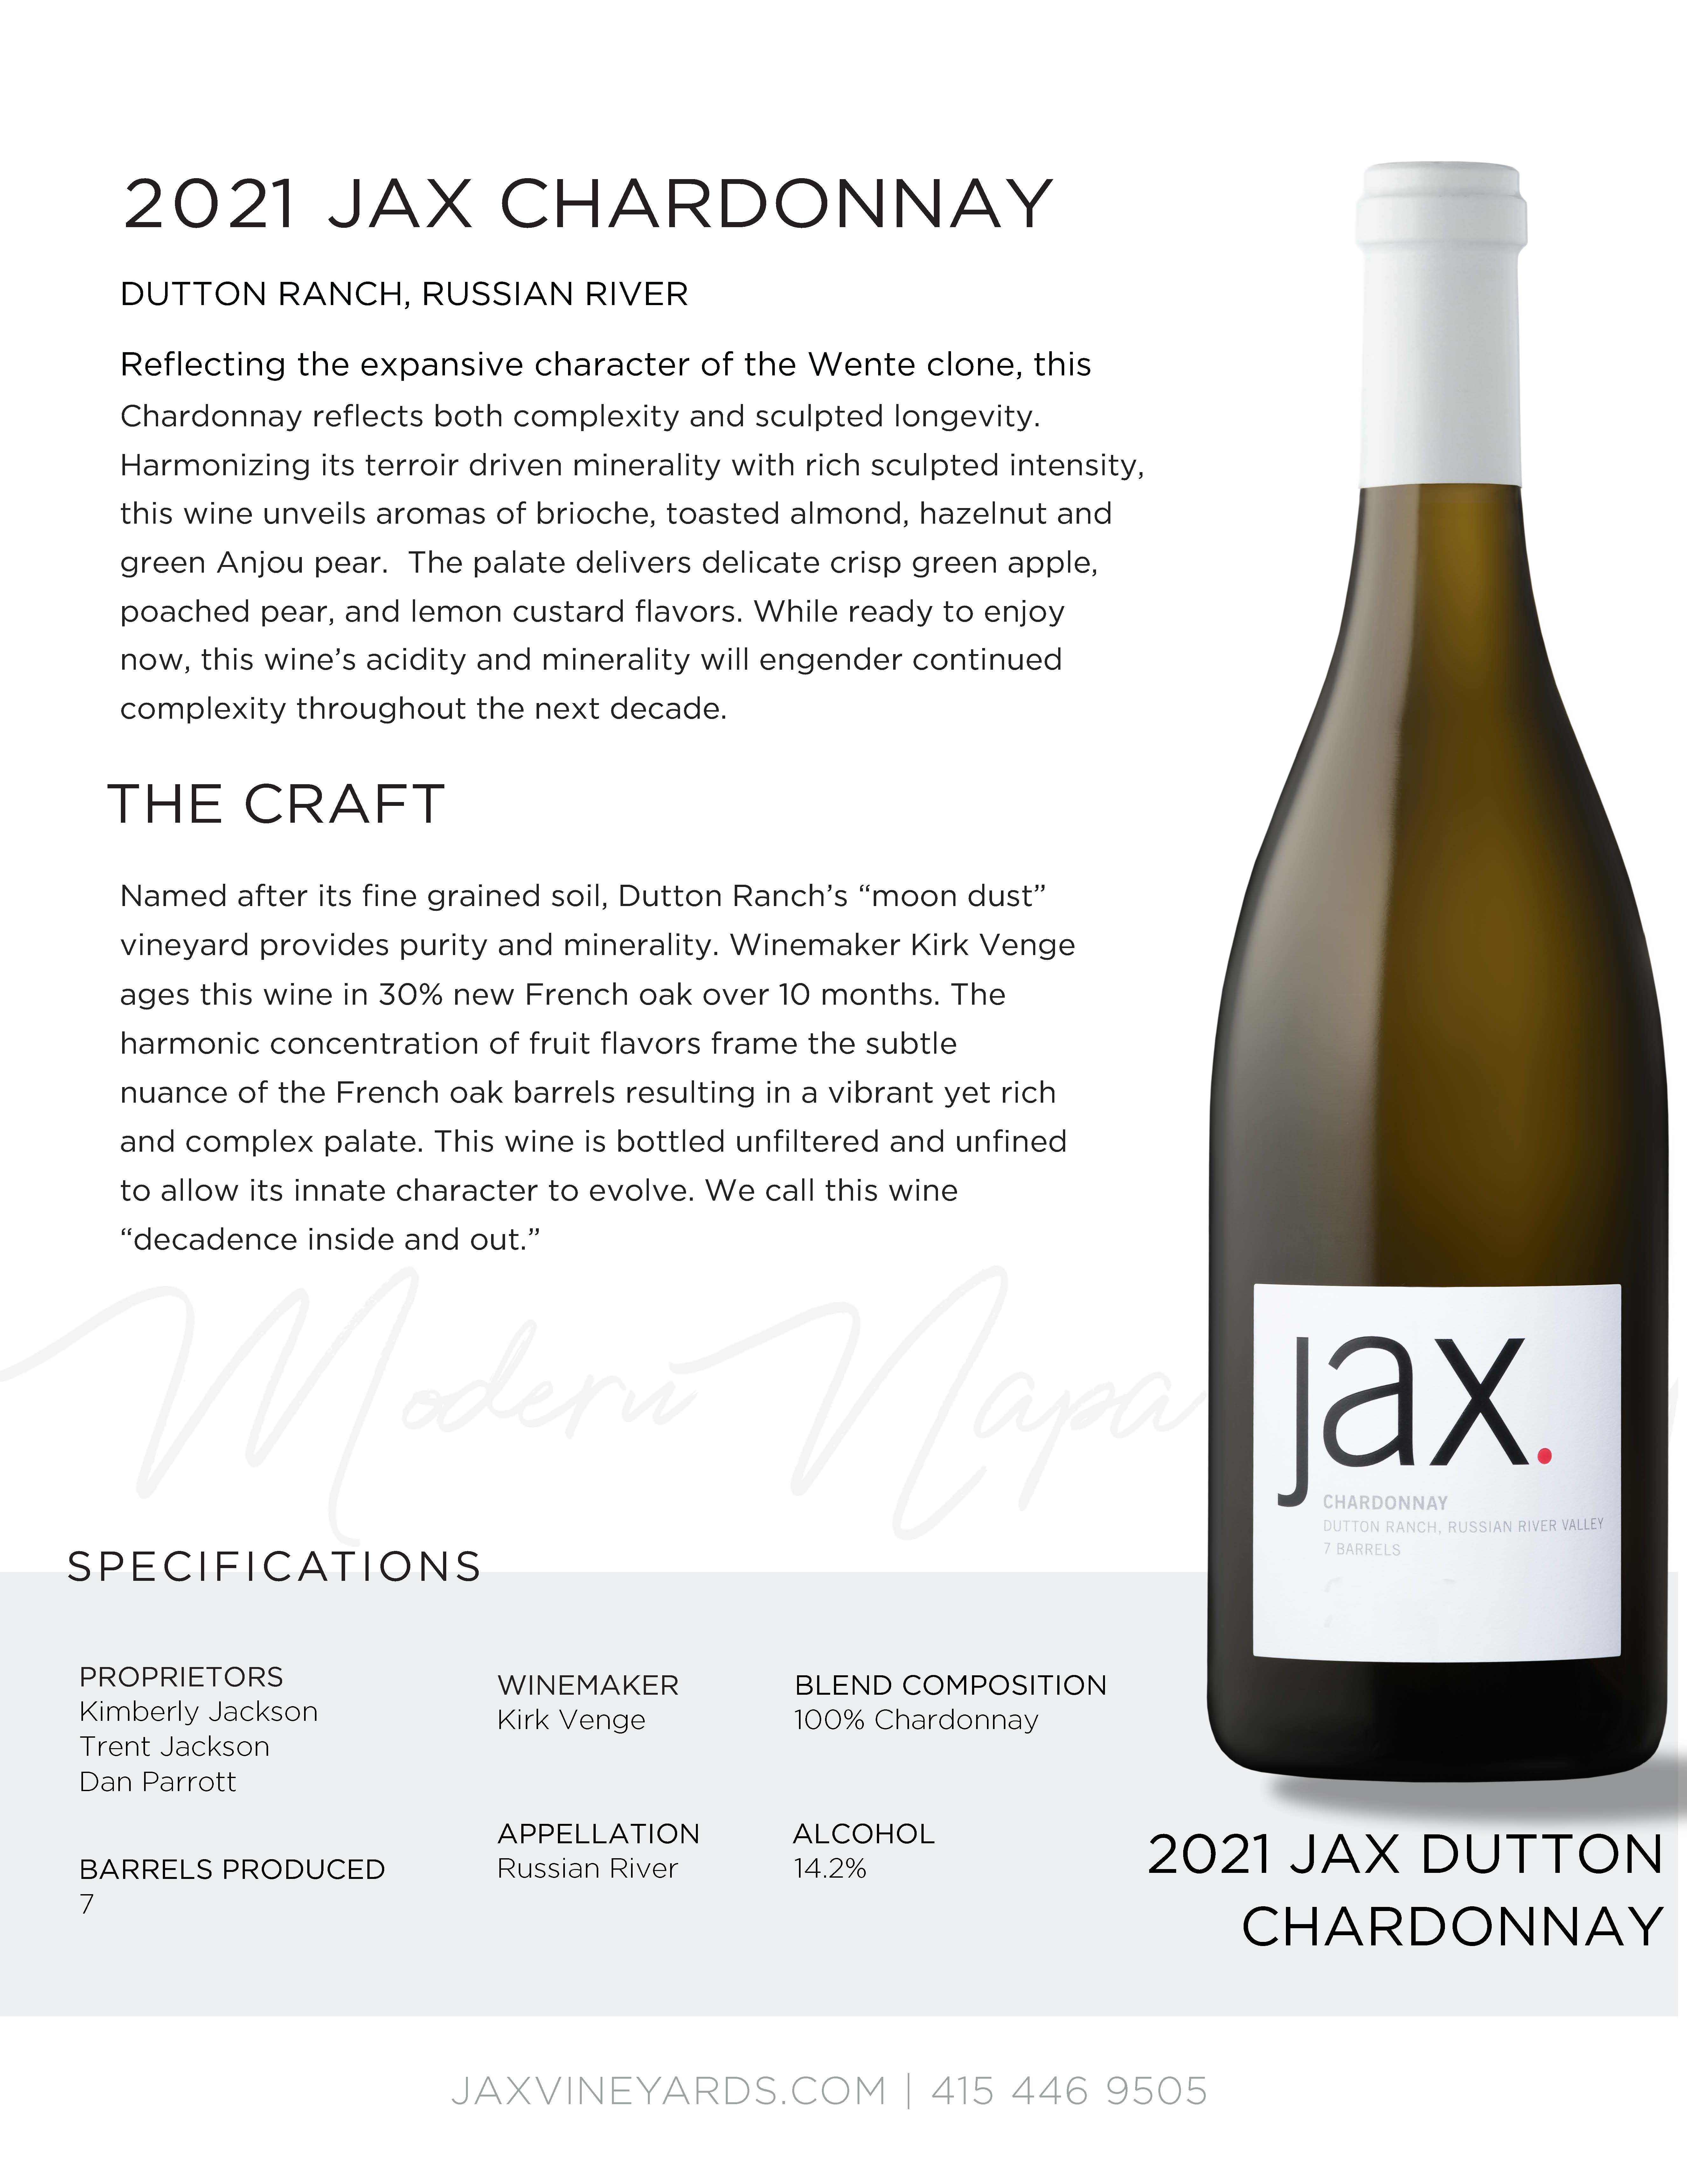 2021 JAX CHARDONNAY
DUTTON RANCH, RUSSIAN RIVER
Reflecting the expansive character of the Wente clone, this
Chardonnay reflects both complexity and sculpted longevity.
Harmonizing its terroir driven minerality with rich sculpted intensity,
this wine unveils aromas of brioche, toasted almond, hazelnut and
green Anjou pear.  The palate delivers delicate crisp green apple,
poached pear, and lemon custard flavors. While ready to enjoy
now, this wine’s acidity and minerality will engender continued
complexity throughout the next decade.
THE CRAFT
Named after its fine grained soil, Dutton Ranch’s “moon dust”
vineyard provides purity and minerality. Winemaker Kirk Venge
ages this wine in 30% new French oak over 10 months. The
harmonic concentration of fruit flavors frame the subtle
nuance of the French oak barrels resulting in a vibrant yet rich
and complex palate. This wine is bottled unfiltered and unfined
to allow its innate character to evolve. We call this wine
“decadence inside and out.”
Modern Napa
jax.
CHARDONNAY
DUTTON RANCH, RUSSIAN RIVER VALLEY
7 BARRELS
SPECIFICATIONS
PROPRIETORS
Kimberly Jackson
Trent Jackson
Dan Parrott
BARRELS PRODUCED
7
WINEMAKER
Kirk Venge
APPELLATION
Russian River
BLEND COMPOSITION
100% Chardonnay
ALCOHOL
14.2%
2021 JAX DUTTON
CHARDONNAY
JAXVINEYARDS.COM | 415 446 9505